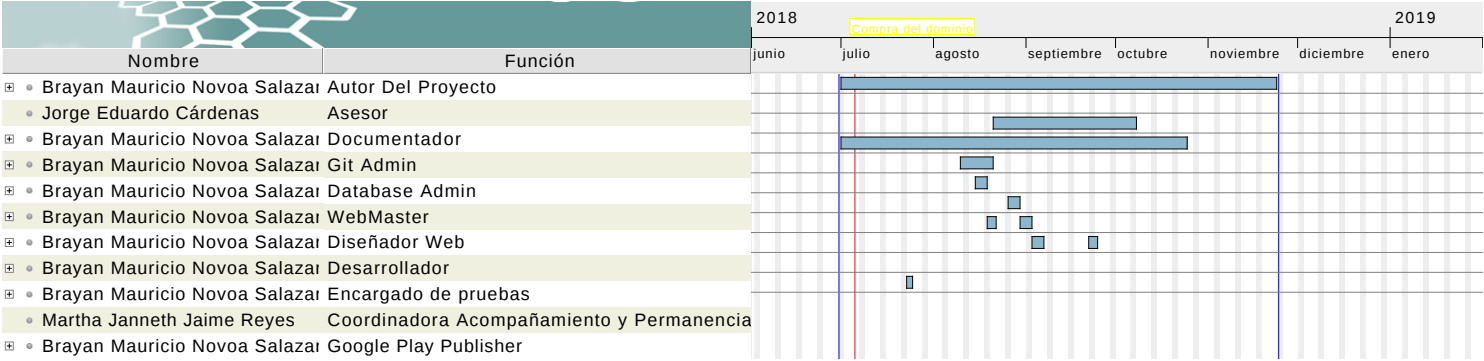 2018 2019
Compra del dominio
junio julio agosto septiembre octubre noviembre diciembre enero
Nombre Función
Brayan Mauricio Novoa Salazar Autor Del Proyecto
Jorge Eduardo Cárdenas Asesor
Brayan Mauricio Novoa Salazar Documentador
Brayan Mauricio Novoa Salazar Git Admin
Brayan Mauricio Novoa Salazar Database Admin
Brayan Mauricio Novoa Salazar WebMaster
Brayan Mauricio Novoa Salazar Diseñador Web
Brayan Mauricio Novoa Salazar Desarrollador
Brayan Mauricio Novoa Salazar Encargado de pruebas
Martha Janneth Jaime Reyes Coordinadora Acompañamiento y Permanencia
Brayan Mauricio Novoa Salazar Google Play Publisher